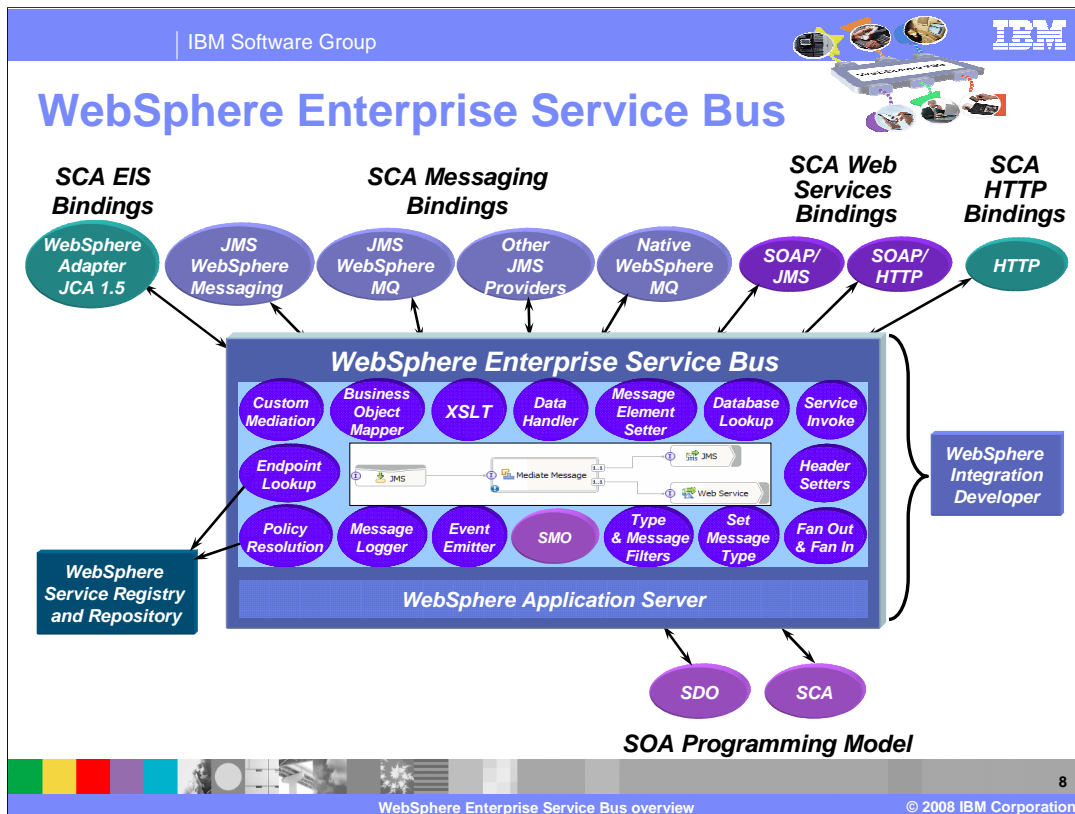 IBM Software Group
IBM
WebSphere Enterprise Service Bus
SCA EIS
Bindings
SCA Messaging
Bindings
SCA Web
Services
Bindings
SCA
HTTP
Bindings
WebSphere
Adapter
JCA 1.5
JMS
WebSphere
Messaging
JMS
WebSphere
MQ
Other
JMS
Providers
Native
WebSphere
MQ
SOAP/
JMS
SOAP/
HTTP
HTTP
WebSphere Enterprise Service Bus
Custom
Mediation
Business
Object
Mapper
XSLT
Data
Handler
Message
Element
Setter
Database
Lookup
Service
Invoke
Endpoint
Lookup
JMS
Mediate Message
1..1
1..1
JMS
Web Service
Header
Setters
Policy
Resolution
Message
Logger
Event
Emitter
SMO
Type
& Message
Filters
Set
Message
Type
Fan Out
& Fan In
WebSphere
Integration
Developer
WebSphere
Service Registry
and Repository
WebSphere Application Server
SDO
SCA
SOA Programming Model
8
WebSphere Enterprise Service Bus overview
© 2008 IBM Corporation